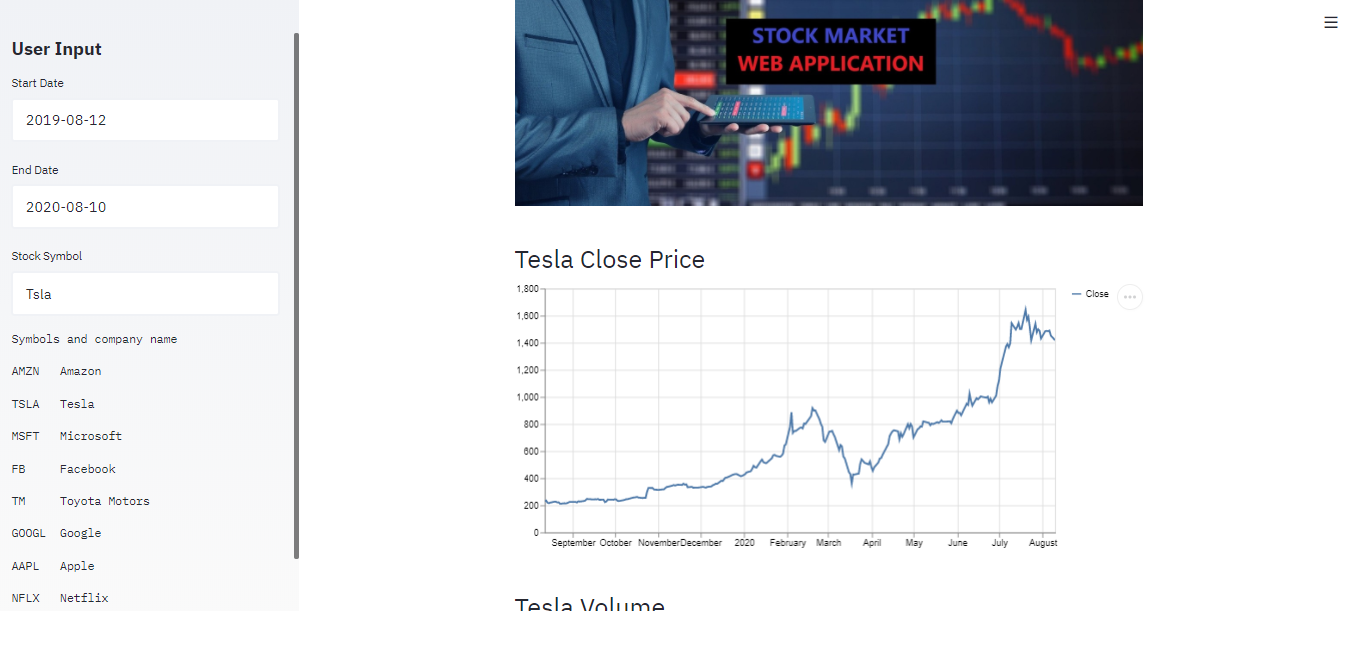 User Input
Start Date
2019-08-12
End Date
2020-08-10
Stock Symbol
Tsla
Symbols and company name
AMZN Amazon
TSLA Tesla
MSFT Microsoft
FB Facebook
TM Toyota Motors
GOOGL Google
AAPL Apple
NFLX Netflix
STOCK MARKET
WEB APPLICATION
Tesla Close Price
1,800
1,600
1,400
1,200
1,000
800
600
400
200
0
September October November December 2020 February March April May June July August
Close
Tesla Volume